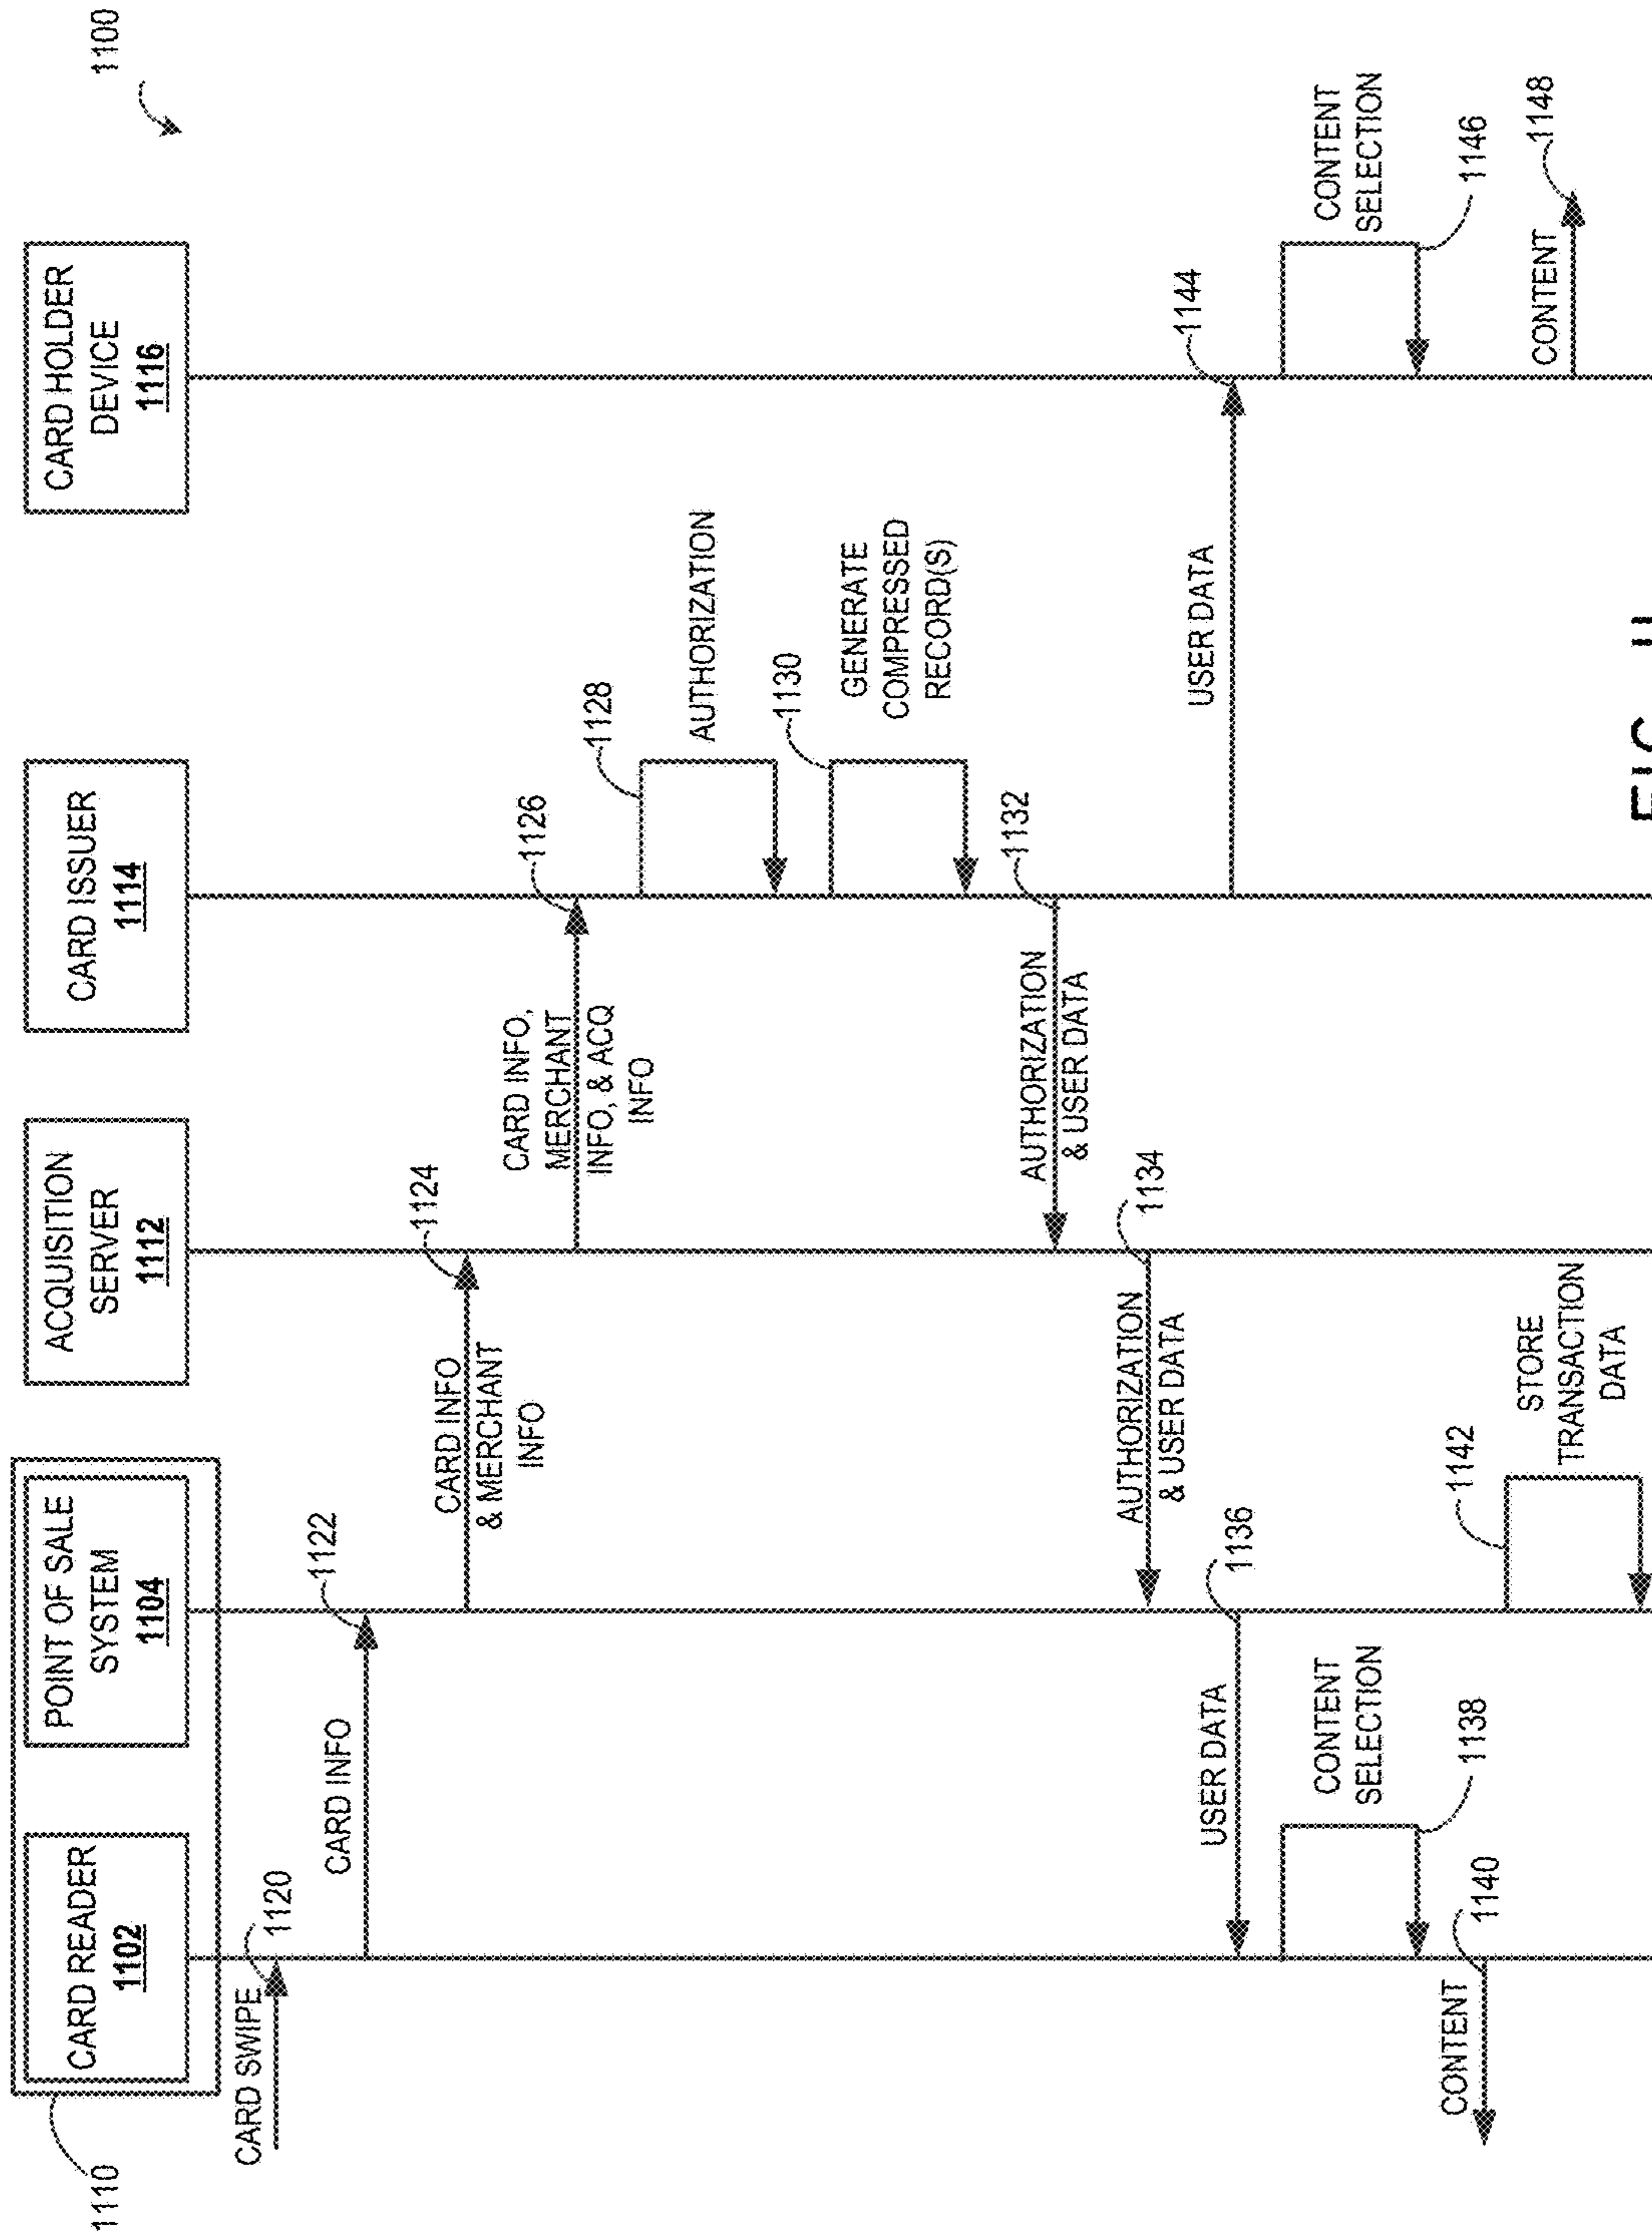 1100
1110
CARD READER
1102
POINT OF SALE
SYSTEM
1104
ACQUISITION
SERVER
1112
CARD ISSUER
1114
CARD HOLDER
DEVICE
1116
CARD SWIPE
1120
CARD INFO
1122
CARD INFO
& MERCHANT
INFO
1124
CARD INFO,
MERCHANT
INFO, & ACQ
INFO
1126
1128
AUTHORIZATION
1130
GENERATE
COMPRESSED
RECORD(S)
AUTHORIZATION
& USER DATA
1132
AUTHORIZATION
& USER DATA
1134
USER DATA
1136
USER DATA
1144
CONTENT
SELECTION
1138
CONTENT
SELECTION
1146
CONTENT
1140
1142
STORE
TRANSACTION
DATA
CONTENT
1148